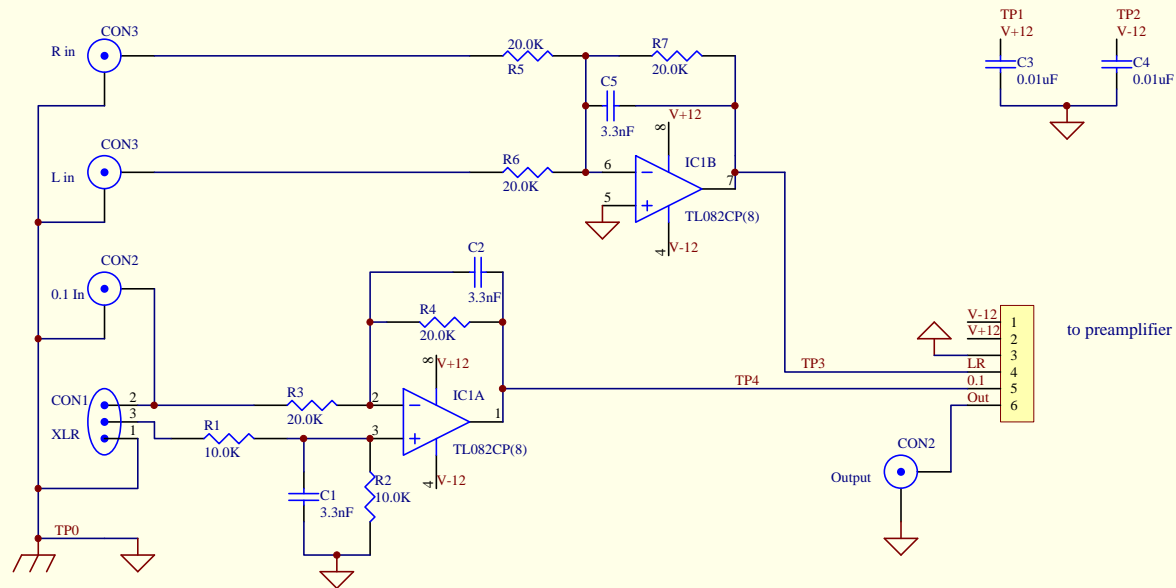 CON3
R in
20.0K
R5
R7
20.0K
C5
3.3nF
TP1
V+12
C3
0.01uF
TP2
V-12
C4
0.01uF
CON3
L in
R6
20.0K
V+12
8
6
5
7
IC1B
TL082CP(8)
4
V-12
CON2
0.1 In
C2
3.3nF
R4
20.0K
V+12
8
IC1A
CON1
XLR
2
3
1
R3
20.0K
R1
10.0K
2
3
1
TL082CP(8)
4
V-12
C1
3.3nF
R2
10.0K
TP0
TP3
TP4
V-12
V+12
LR
0.1
Out
1
2
3
4
5
6
to preamplifier
CON2
Output